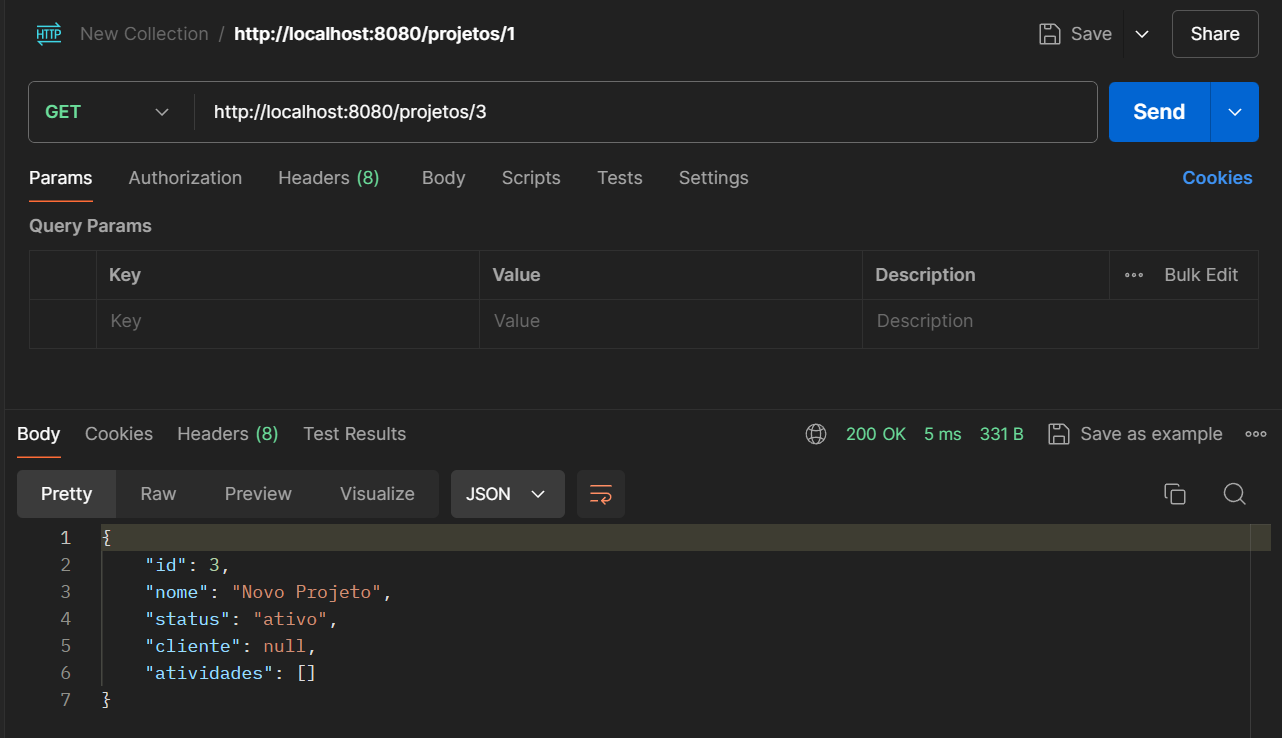 HTTP New Collection / http://localhost:8080/projetos/1 Save Share
GET http://localhost:8080/projetos/3 Send
Params Authorization Headers (8) Body Scripts Tests Settings Cookies
Query Params
Key Value Description Bulk Edit
Key Value Description
Body Cookies Headers (8) Test Results 200 OK 5 ms 331 B Save as example
Pretty Raw Preview Visualize JSON
1 {
2 "id": 3,
3 "nome": "Novo Projeto",
4 "status": "ativo",
5 "cliente": null,
6 "atividades": []
7 }